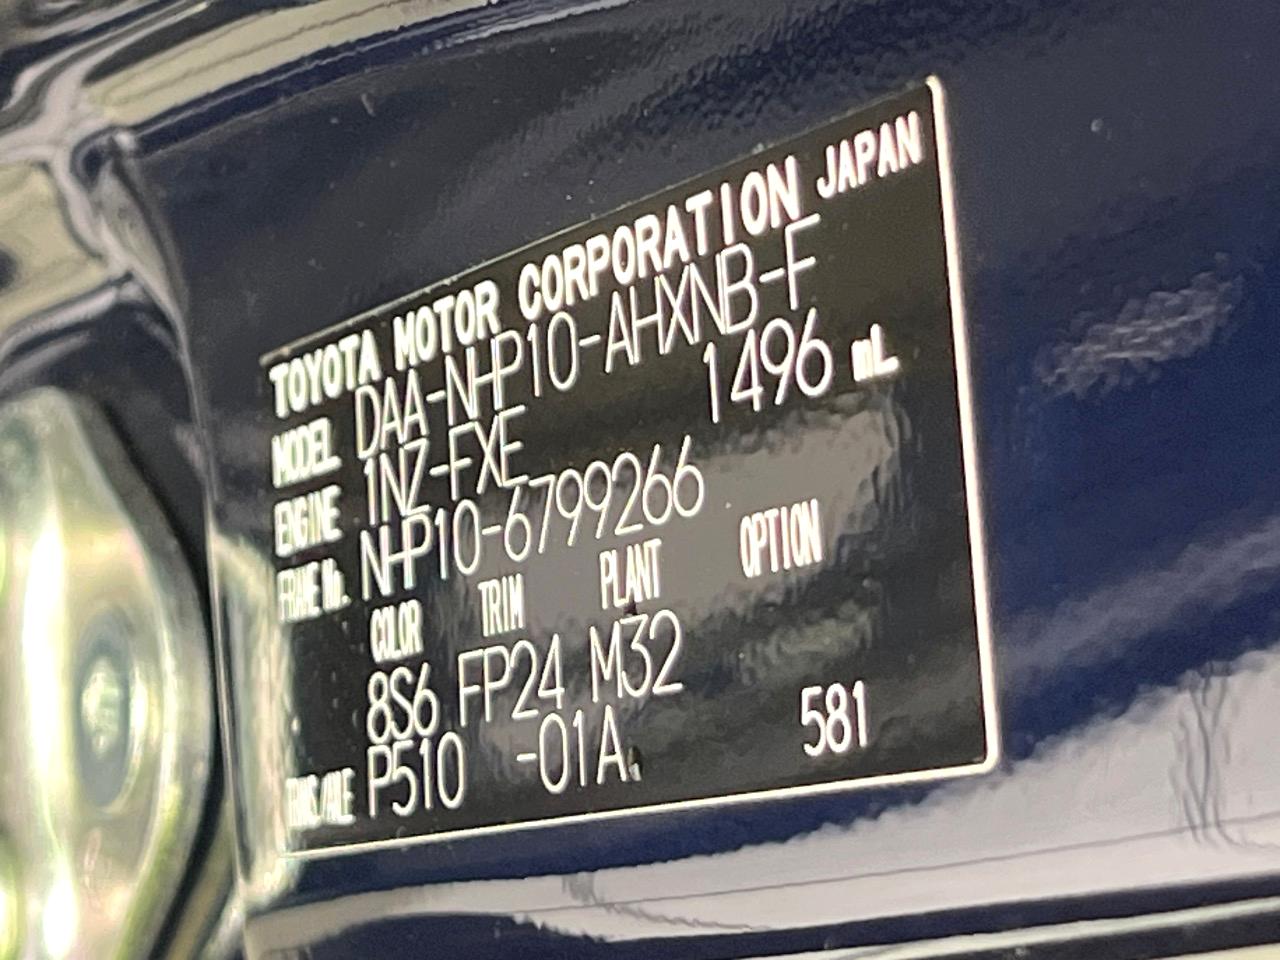 TOYOTA MOTOR CORPORATION JAPAN
MODEL DAA-NHP10-AHXNB-F
ENGINE 1NZ-FXE 1496 mL
FRAME No. NHP10-6799266
COLOR TRIM PLANT OPTION
8S6 FP24 M32
TRANS/AXLE P510 -01A 581